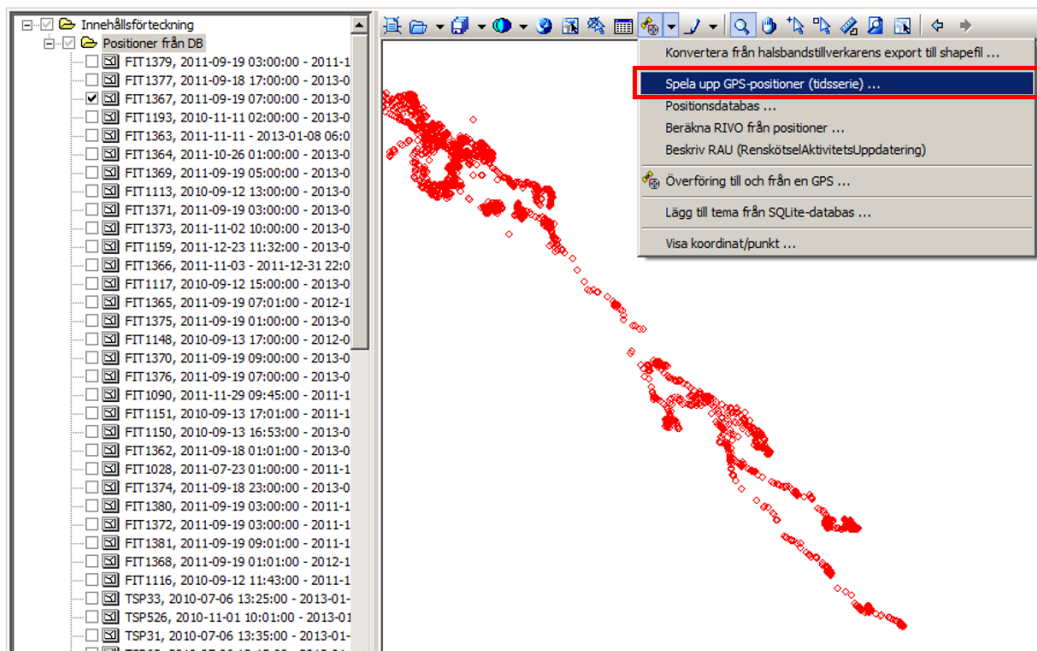 Innehållsförteckning
Positioner från DB
FIT1379, 2011-09-19 03:00:00 - 2011-1
FIT1377, 2011-09-18 17:00:00 - 2013-0
FIT1367, 2011-09-19 07:00:00 - 2013-0
FIT1193, 2010-11-11 02:00:00 - 2013-0
FIT1363, 2011-11-11 - 2013-01-08 06:0
FIT1364, 2011-10-26 01:00:00 - 2013-0
FIT1369, 2011-09-19 05:00:00 - 2013-0
FIT1113, 2010-09-12 13:00:00 - 2013-0
FIT1371, 2011-09-19 03:00:00 - 2013-0
FIT1373, 2011-11-02 10:00:00 - 2013-0
FIT1159, 2011-12-23 11:32:00 - 2013-0
FIT1366, 2011-11-03 - 2011-12-31 22:0
FIT1117, 2010-09-12 15:00:00 - 2013-0
FIT1365, 2011-09-19 07:01:00 - 2012-1
FIT1375, 2011-09-19 01:00:00 - 2013-0
FIT1148, 2010-09-13 17:00:00 - 2012-0
FIT1370, 2011-09-19 09:00:00 - 2013-0
FIT1376, 2011-09-19 07:00:00 - 2013-0
FIT1090, 2011-11-29 09:45:00 - 2011-1
FIT1151, 2010-09-13 17:01:00 - 2011-1
FIT1150, 2010-09-13 16:53:00 - 2013-0
FIT1362, 2011-09-18 01:01:00 - 2013-0
FIT1028, 2011-07-23 01:00:00 - 2011-1
FIT1374, 2011-09-18 23:00:00 - 2013-0
FIT1380, 2011-09-19 03:00:00 - 2011-1
FIT1372, 2011-09-19 03:00:00 - 2011-1
FIT1381, 2011-09-19 09:01:00 - 2011-1
FIT1368, 2011-09-19 01:01:00 - 2012-1
FIT1116, 2010-09-12 11:43:00 - 2011-1
TSP33, 2010-07-06 13:25:00 - 2013-01-
TSP526, 2010-11-01 10:01:00 - 2013-01
TSP31, 2010-07-06 13:35:00 - 2013-01-
Konvertera från halsbandstillverkarens export till shapefil ...
Spela upp GPS-positioner (tidsserie) ...
Positionsdatabas ...
Beräkna RIVO från positioner ...
Beskriv RAU (RenskötselAktivitetsUppdatering)
Överföring till och från en GPS ...
Lägg till tema från SQLite-databas ...
Visa koordinat/punkt ...